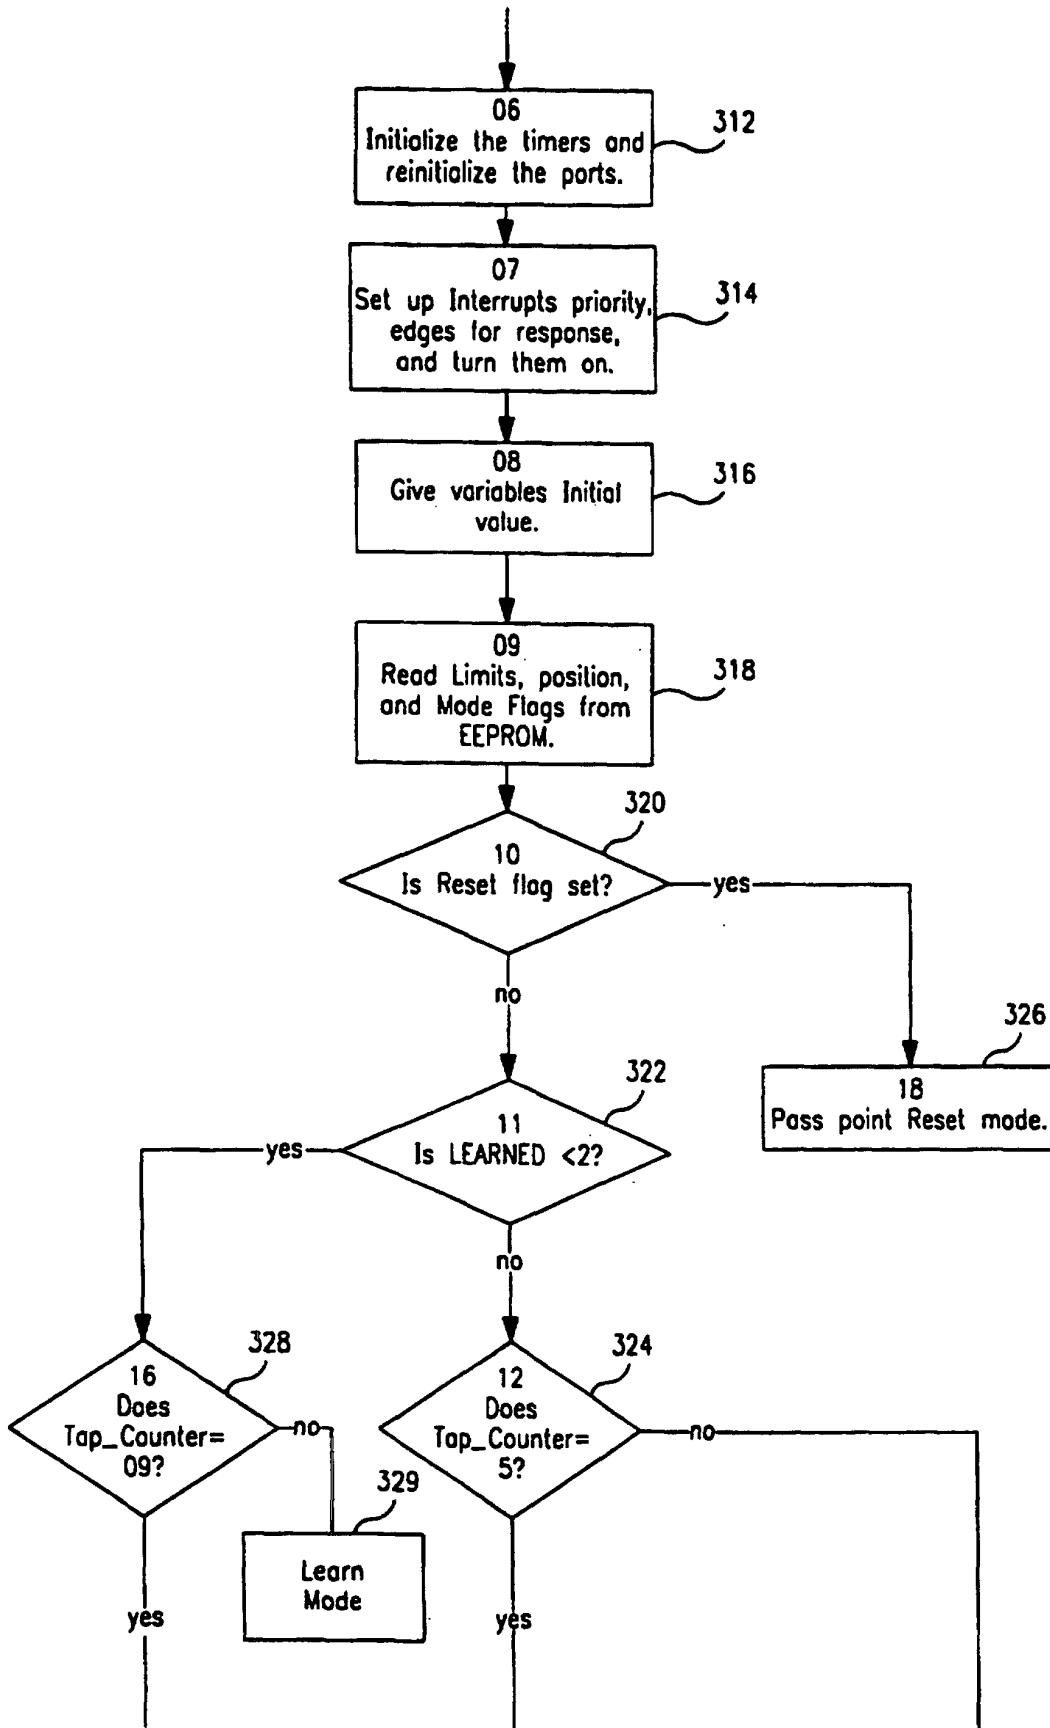 06
Initialize the timers and
reinitialize the ports.
312
07
Set up Interrupts priority,
edges for response,
and turn them on.
314
08
Give variables Initial
value.
316
09
Read Limits, position,
and Mode Flags from
EEPROM.
318
320
10
Is Reset flag set?
yes
no
326
18
Pass point Reset mode.
322
11
Is LEARNED <2?
yes
no
328
16
Does
Tap_Counter=
09?
no
324
12
Does
Tap_Counter=
5?
no
329
Learn
Mode
yes
yes